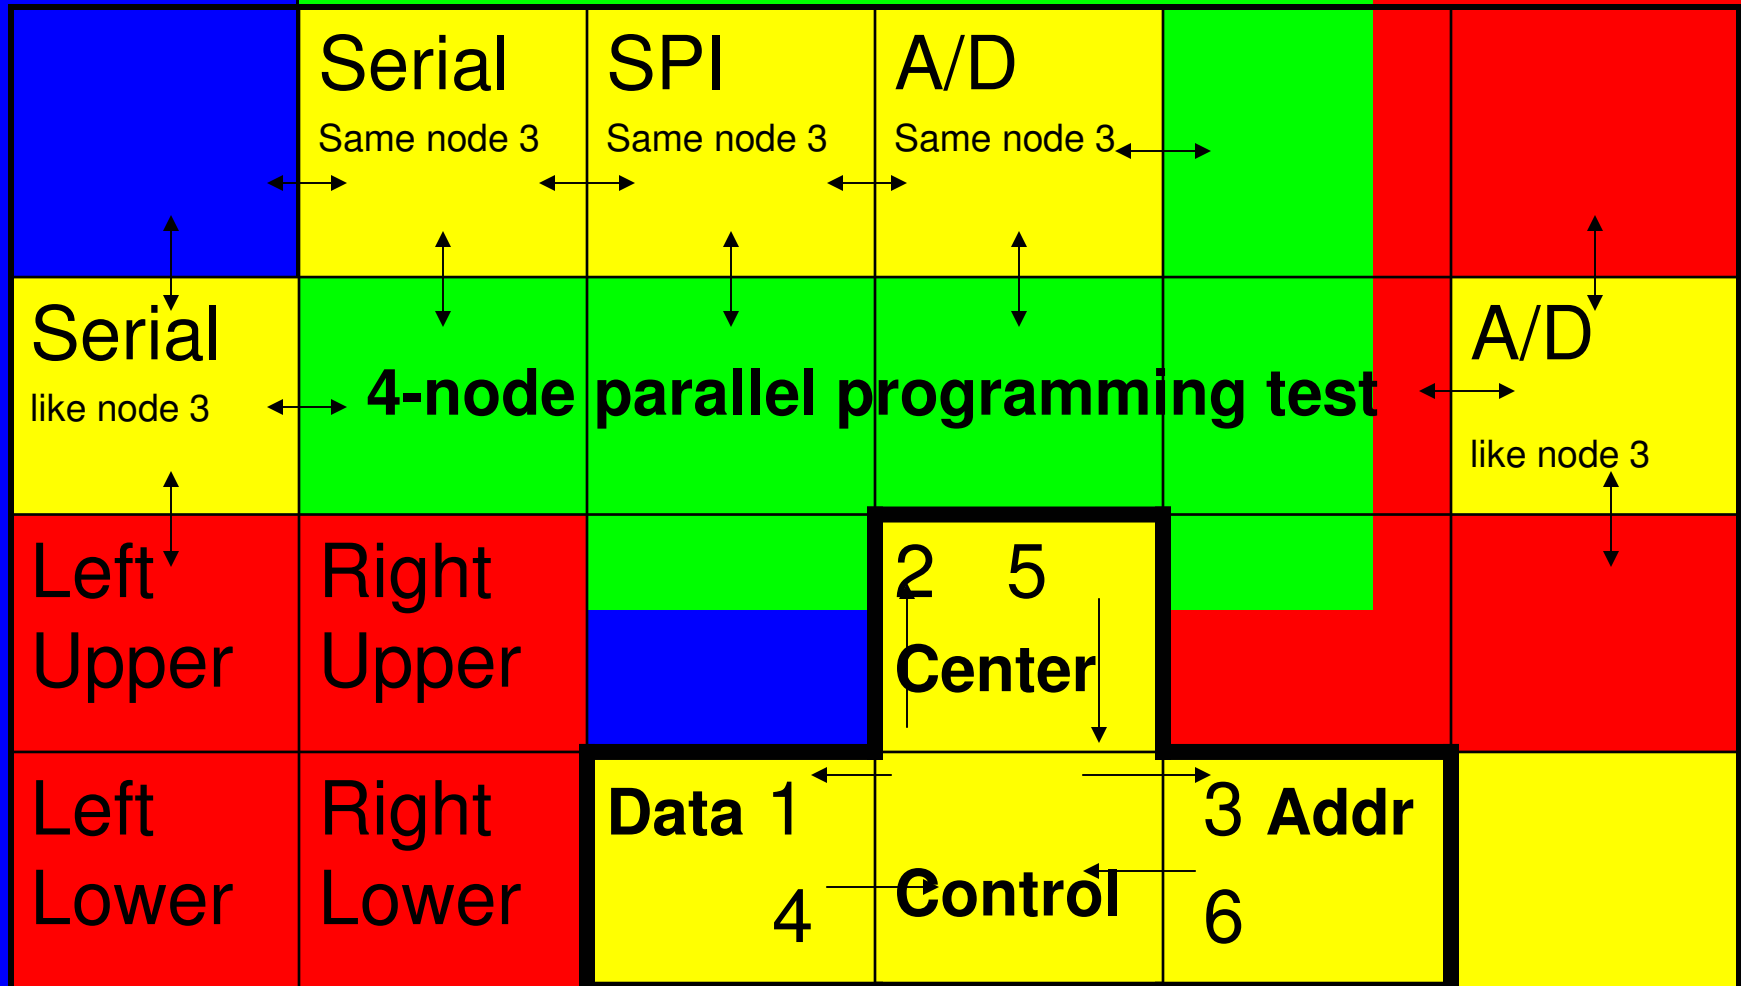 Serial
Same node 3
SPI
Same node 3
A/D
Same node 3
Serial
like node 3
4-node parallel programming test
A/D
like node 3
Left
Upper
Right
Upper
2 5
Center
Left
Lower
Right
Lower
Data 1
4
Control
3 Addr
6